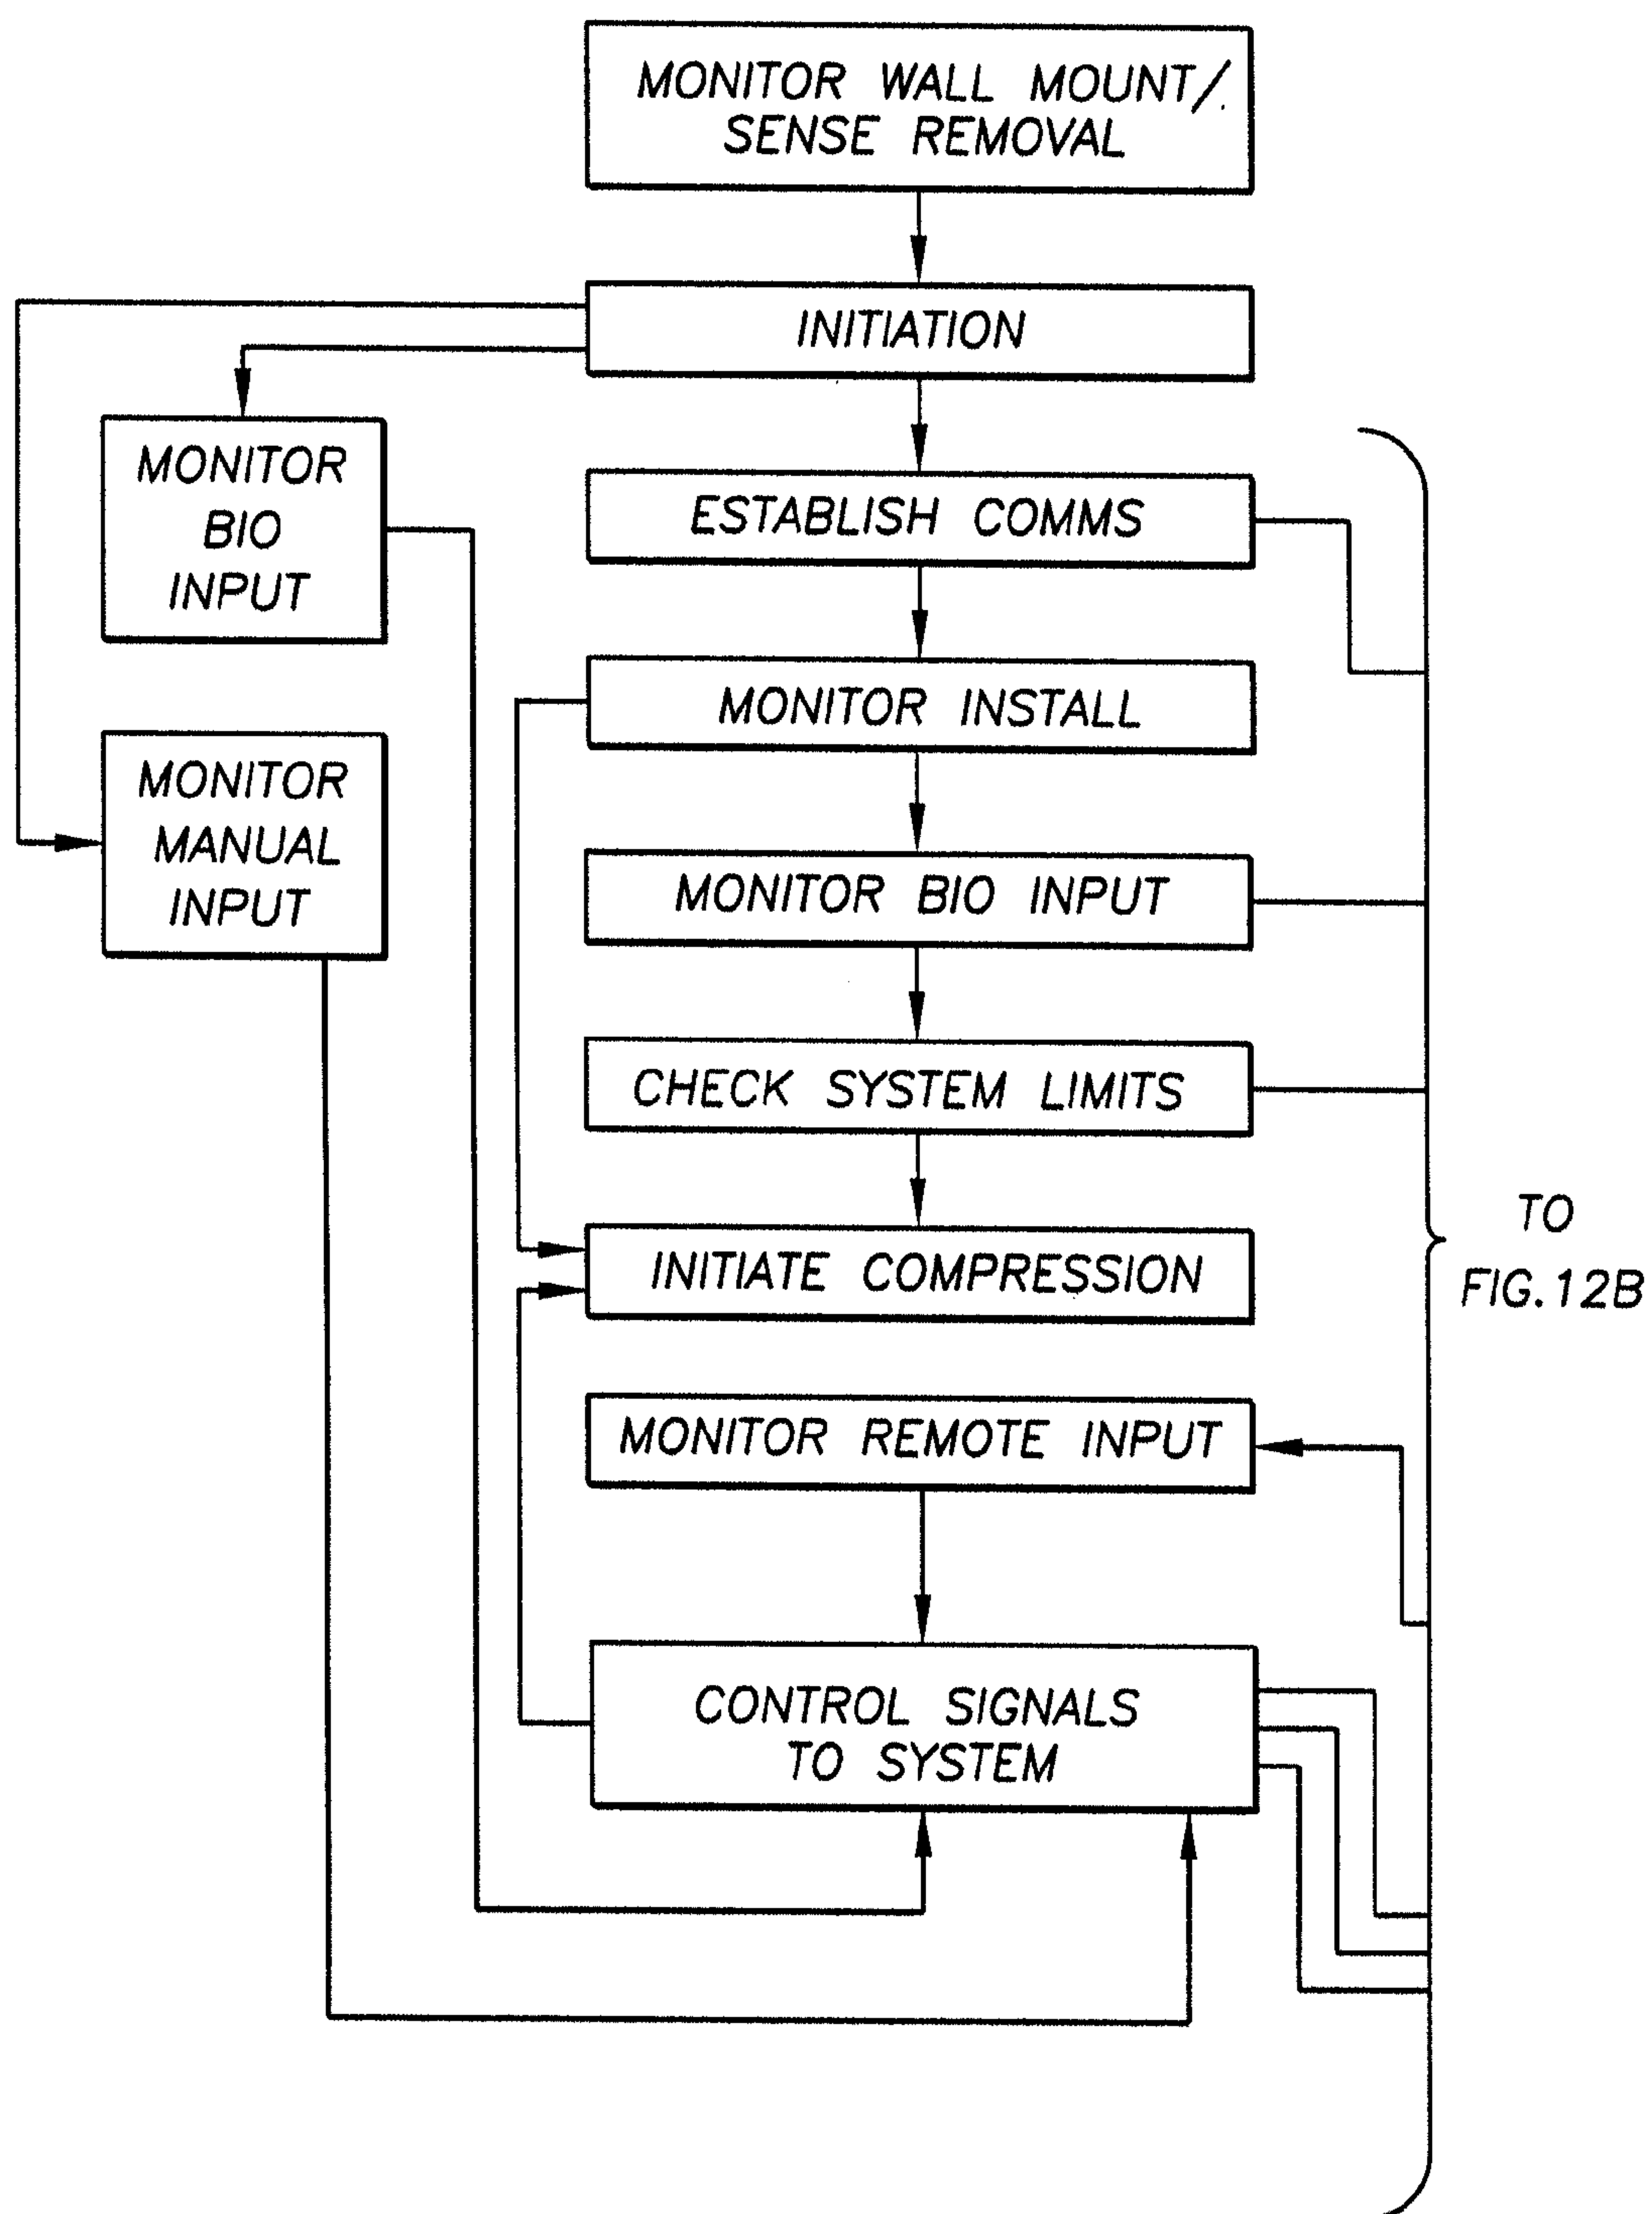 MONITOR WALL MOUNT/
SENSE REMOVAL
INITIATION
MONITOR
BIO
INPUT
ESTABLISH COMMS
MONITOR INSTALL
MONITOR
MANUAL
INPUT
MONITOR BIO INPUT
CHECK SYSTEM LIMITS
INITIATE COMPRESSION
TO
FIG.12B
MONITOR REMOTE INPUT
CONTROL SIGNALS
TO SYSTEM